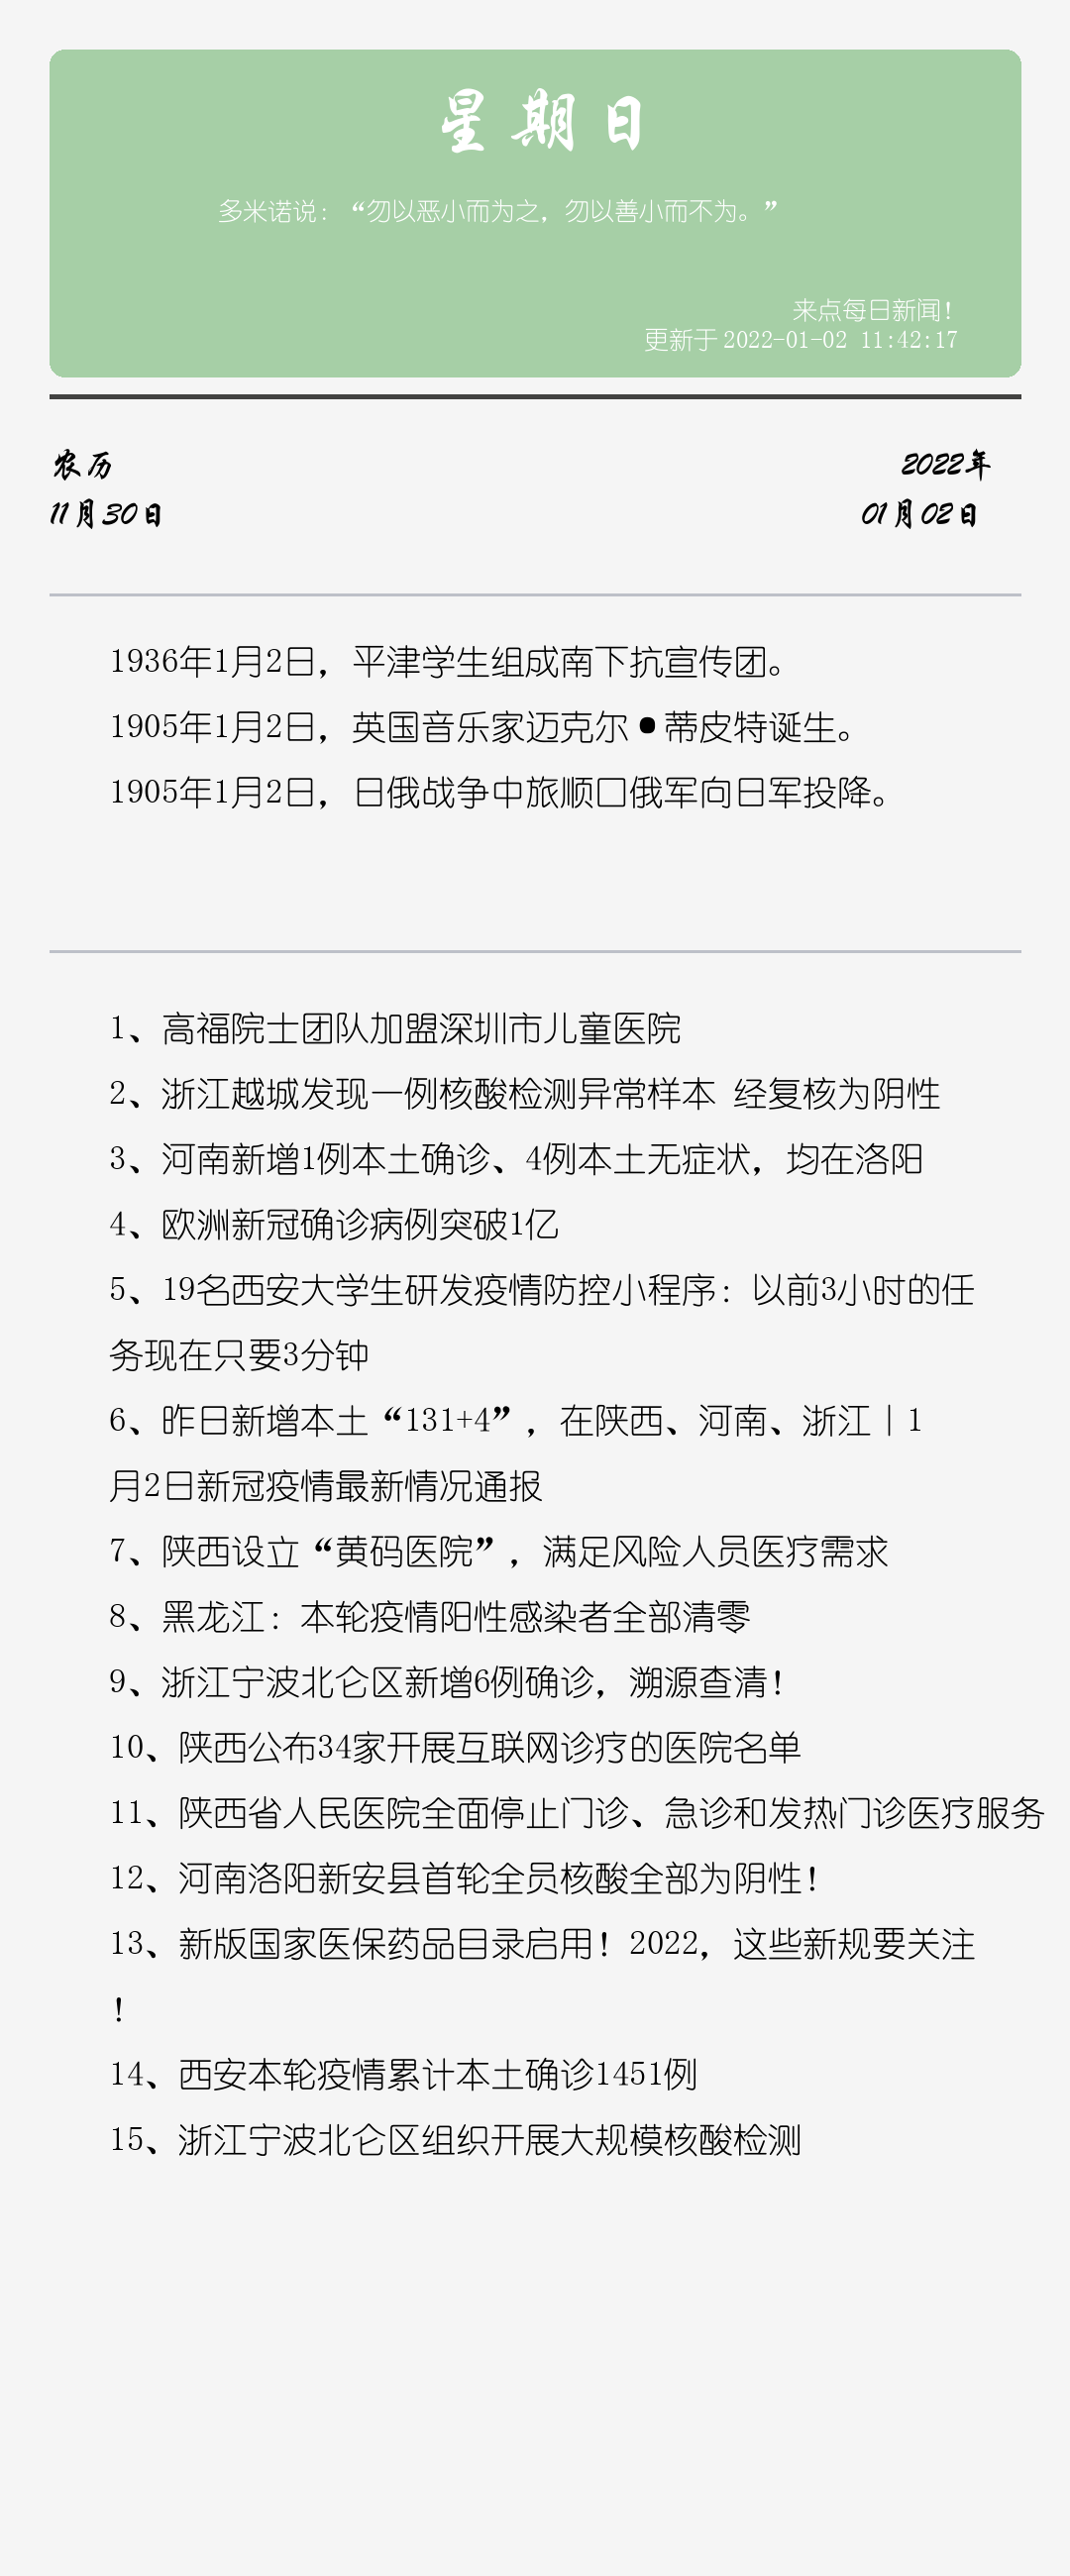 星期日
多米诺说：“勿以恶小而为之，勿以善小而不为。”
来点每日新闻！
更新于 2022-01-02 11:42:17
农历
2022年
11月30日
01月02日
1936年1月2日，平津学生组成南下抗宣传团。
1905年1月2日，英国音乐家迈克尔•蒂皮特诞生。
1905年1月2日，日俄战争中旅顺口俄军向日军投降。
1、高福院士团队加盟深圳市儿童医院
2、浙江越城发现一例核酸检测异常样本 经复核为阴性
3、河南新增1例本土确诊、4例本土无症状，均在洛阳
4、欧洲新冠确诊病例突破1亿
5、19名西安大学生研发疫情防控小程序：以前3小时的任
务现在只要3分钟
6、昨日新增本土“131+4”，在陕西、河南、浙江丨1
月2日新冠疫情最新情况通报
7、陕西设立“黄码医院”，满足风险人员医疗需求
8、黑龙江：本轮疫情阳性感染者全部清零
9、浙江宁波北仑区新增6例确诊，溯源查清！
10、陕西公布34家开展互联网诊疗的医院名单
11、陕西省人民医院全面停止门诊、急诊和发热门诊医疗服务
12、河南洛阳新安县首轮全员核酸全部为阴性！
13、新版国家医保药品目录启用！2022，这些新规要关注
！
14、西安本轮疫情累计本土确诊1451例
15、浙江宁波北仑区组织开展大规模核酸检测